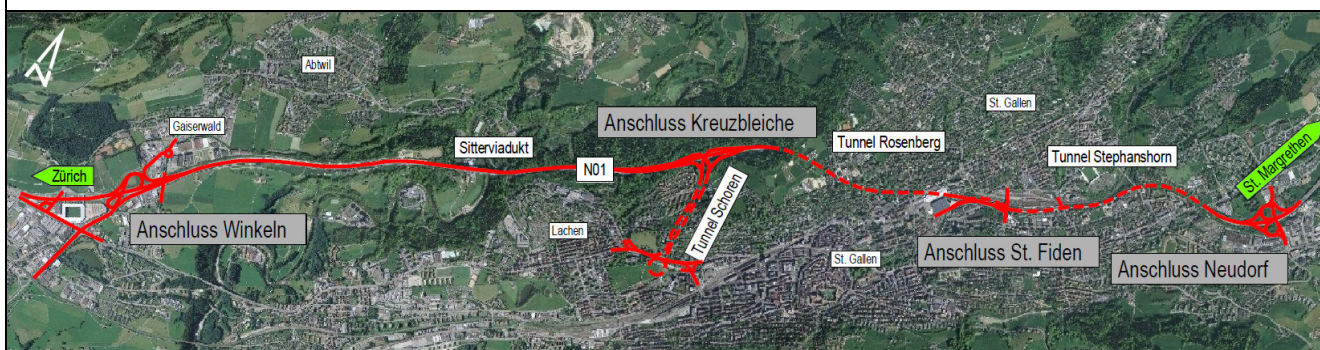 N
Abtwil
Gaiserwald
Zürich
Anschluss Winkeln
Sitterviadukt
N01
Anschluss Kreuzbleiche
Lachen
Tunnel Schoren
Tunnel Rosenberg
St. Gallen
St. Gallen
Anschluss St. Fiden
Tunnel Stephanshorn
St. Margrethen
Anschluss Neudorf